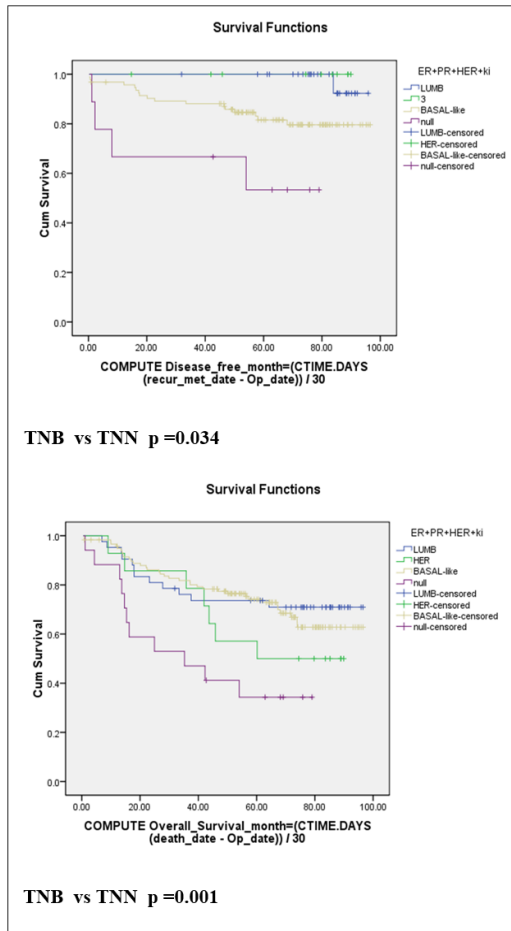 Survival Functions
ER+PR+HER+ki
LUMB
3
BASAL-like
null
LUMB-censored
HER-censored
BASAL-like-censored
null-censored
Cum Survival
1.0
0.8
0.6
0.4
0.2
0.0
0.00 20.00 40.00 60.00 80.00 100.00
COMPUTE Disease_free_month=(CTIME.DAYS
(recur_met_date - Op_date)) / 30
TNB vs TNN p =0.034
Survival Functions
ER+PR+HER+ki
LUMB
HER
BASAL-like
null
LUMB-censored
HER-censored
BASAL-like-censored
null-censored
Cum Survival
1.0
0.8
0.6
0.4
0.2
0.0
0.00 20.00 40.00 60.00 80.00 100.00
COMPUTE Overall_Survival_month=(CTIME.DAYS
(death_date - Op_date)) / 30
TNB vs TNN p =0.001